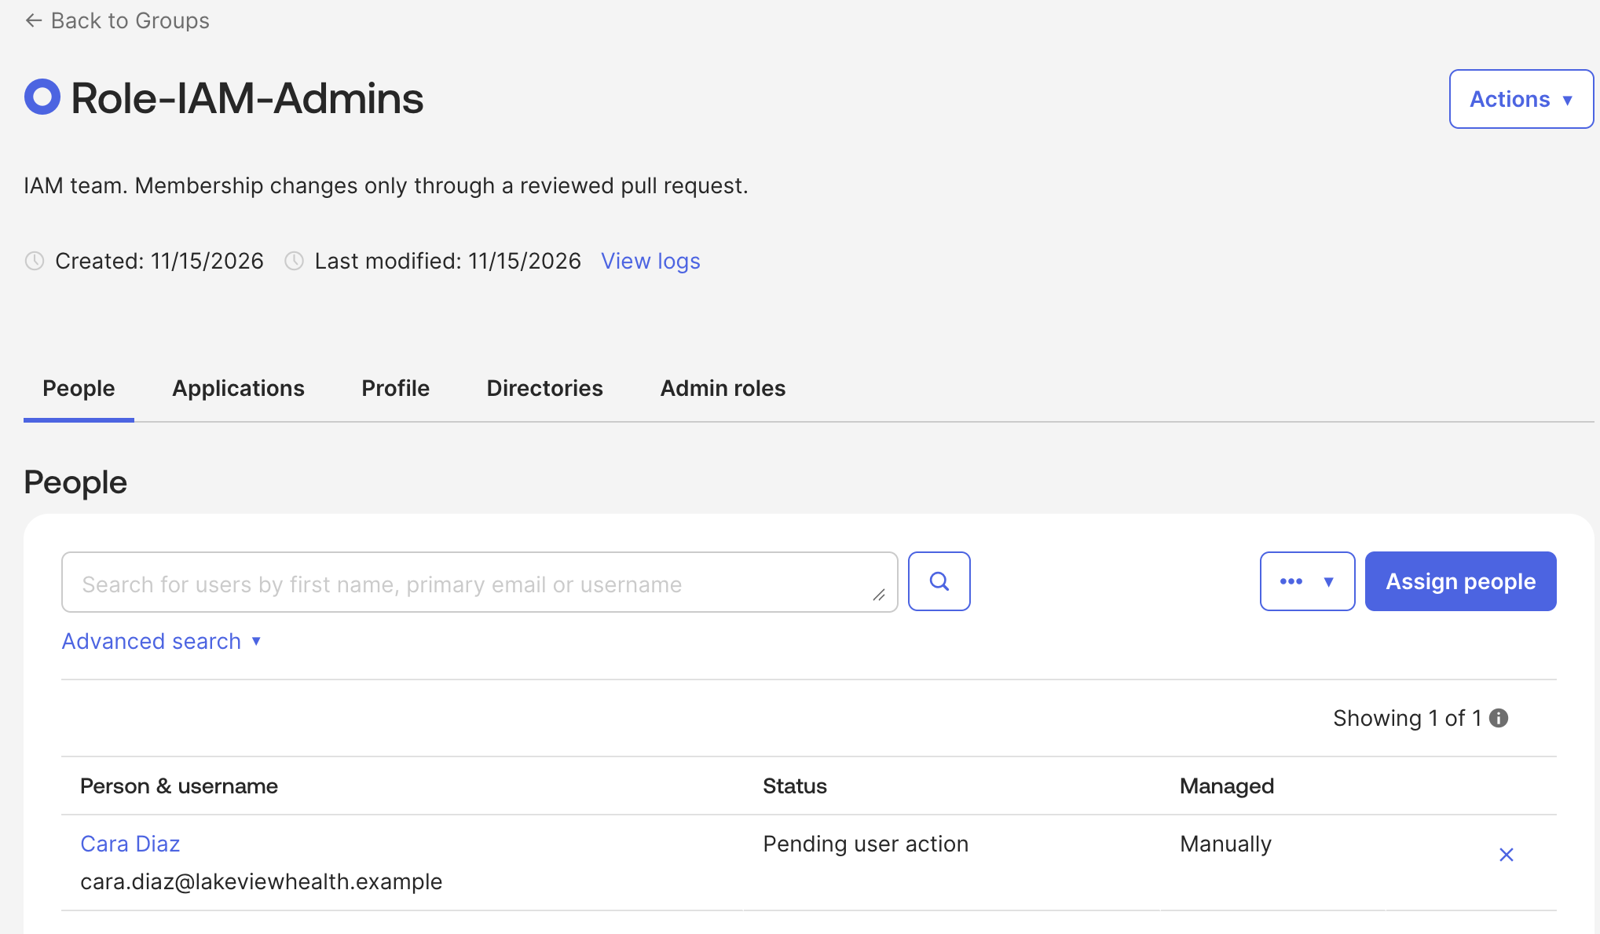 ← Back to Groups
Role-IAM-Admins
Actions ▼
IAM team. Membership changes only through a reviewed pull request.
Created: 11/15/2026 Last modified: 11/15/2026 View logs
People Applications Profile Directories Admin roles
People
Search for users by first name, primary email or username
••• ▼
Assign people
Advanced search ▼
Showing 1 of 1
Person & username Status Managed
Cara Diaz Pending user action Manually
cara.diaz@lakeviewhealth.example